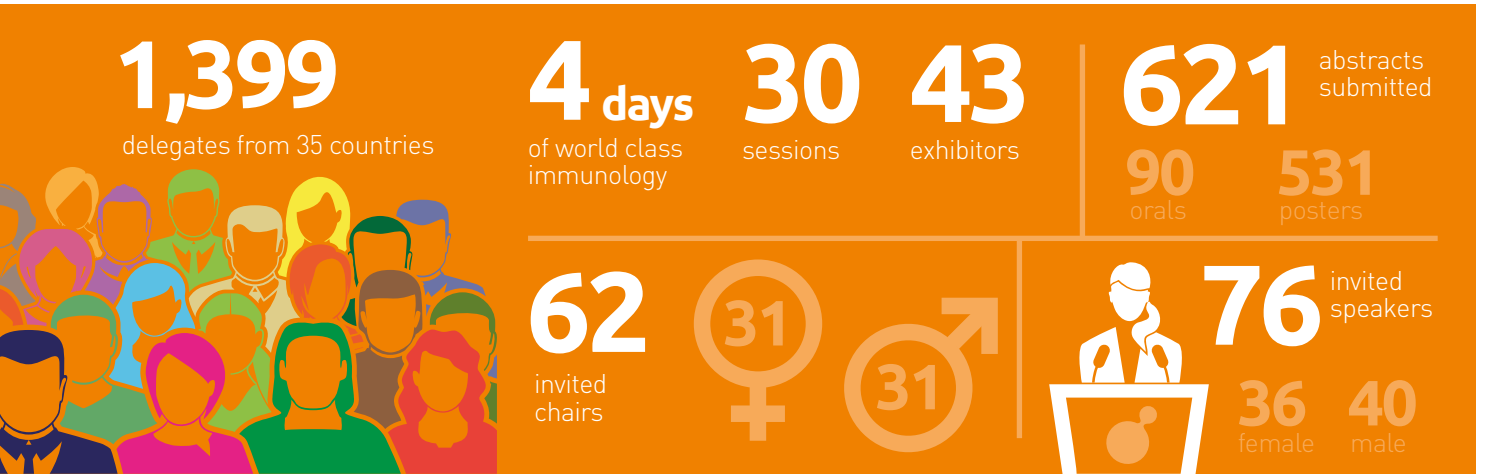 1,399
delegates from 35 countries
4 days
of world class
immunology
30
sessions
43
exhibitors
621
abstracts
submitted
90
orals
531
posters
62
invited
chairs
31
31
76
invited
speakers
36
female
40
male